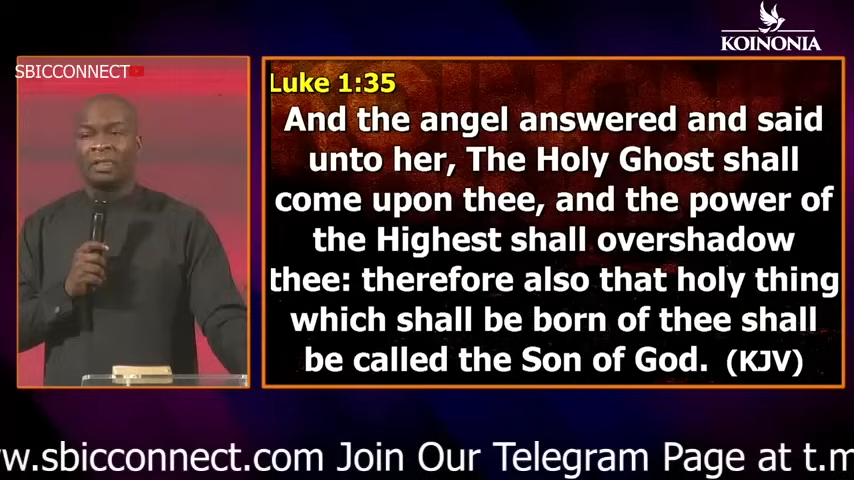 KOINONIA
SBICCONNECT
Luke 1:35
And the angel answered and said
unto her, The Holy Ghost shall
come upon thee, and the power of
the Highest shall overshadow
thee: therefore also that holy thing
which shall be born of thee shall
be called the Son of God. (KJV)
w.sbicconnect.com Join Our Telegram Page at t.m